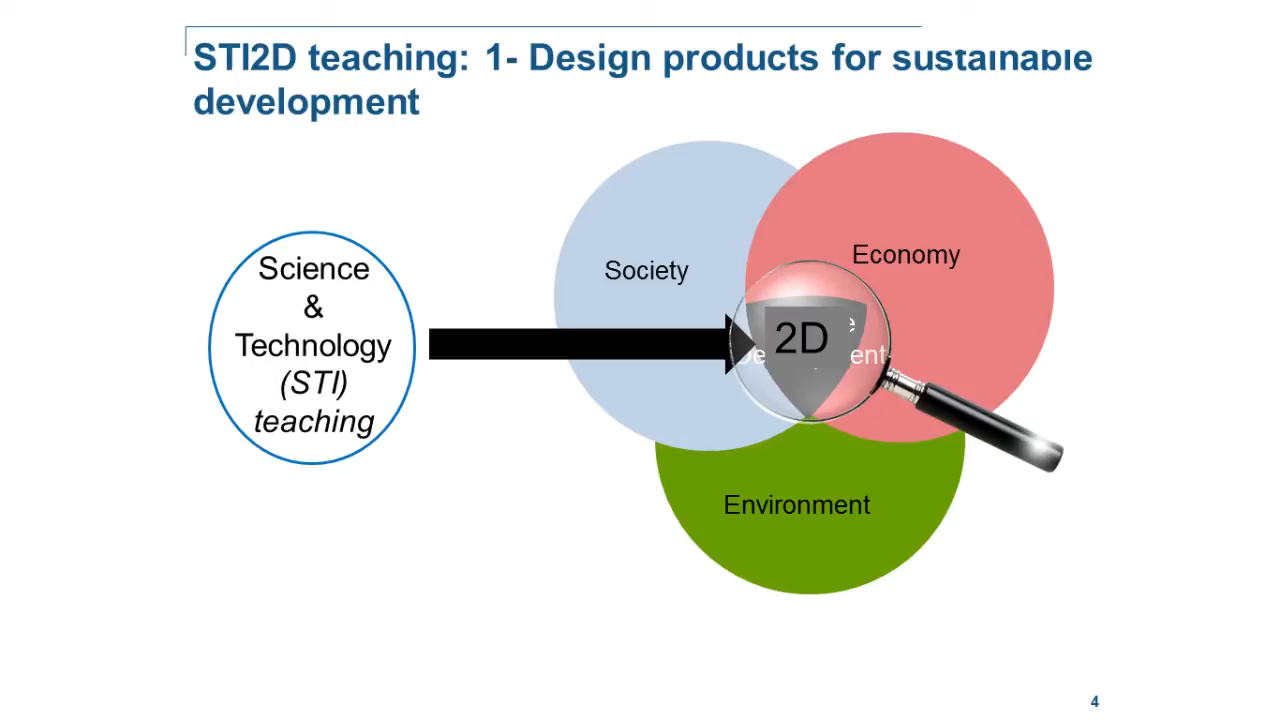 STI2D teaching: 1- Design products for sustainable
development
Society
Economy
Science
&
Technology
(STI)
teaching
2D
Environment
4